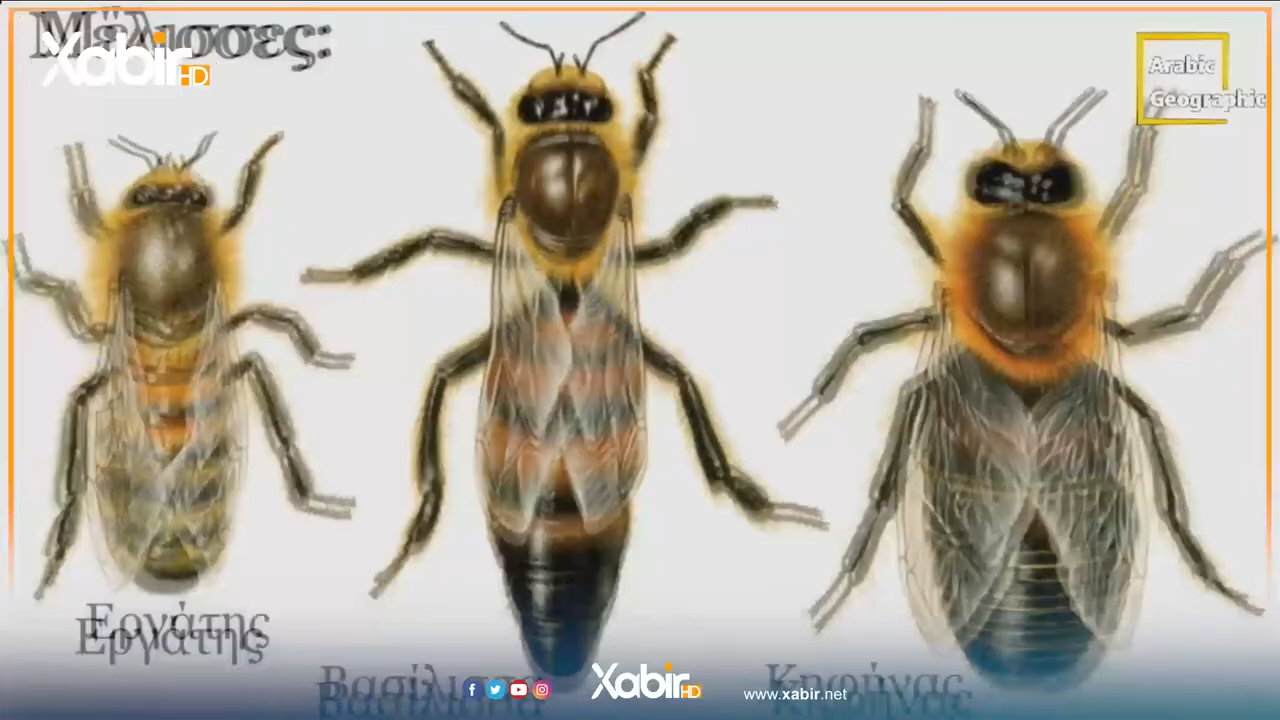 Μέλισσες:
Xabir HD
Arabic
Geographic
Εργάτης
Βασίλισσα
Κηφήνας
Xabir HD
www.xabir.net